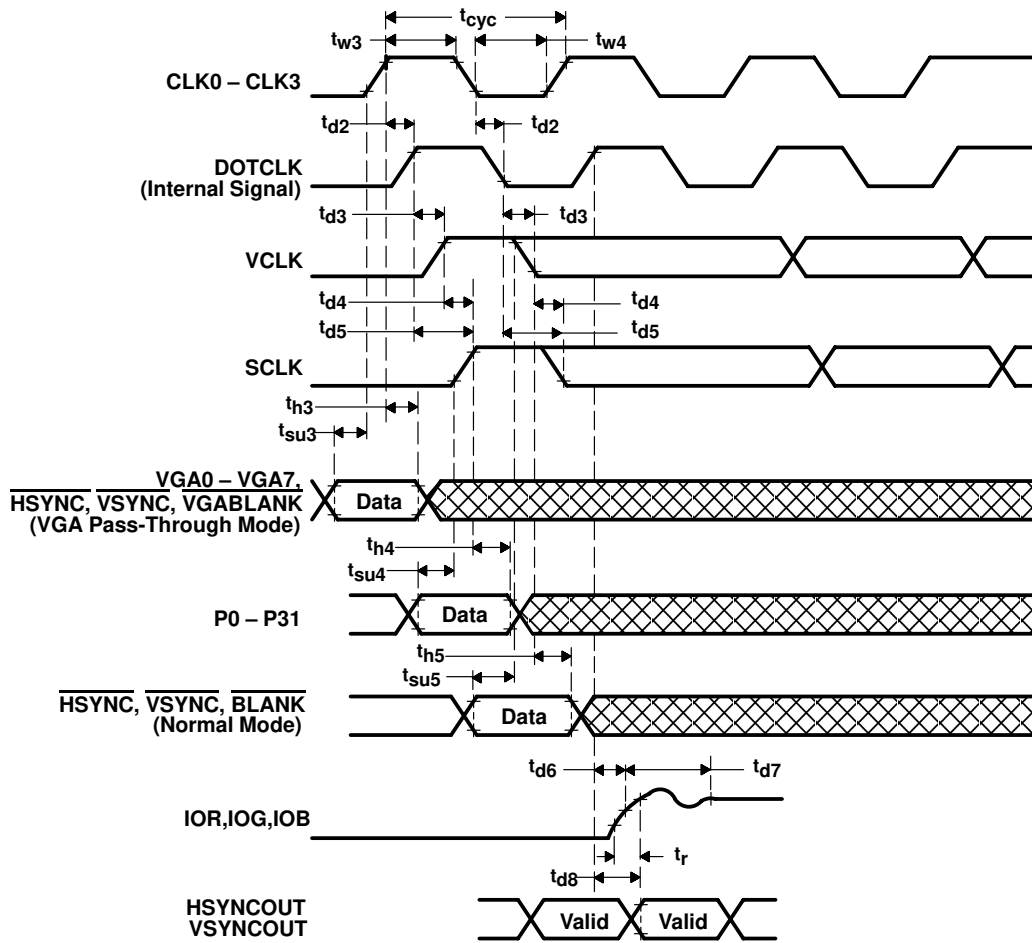 tcyc
tw3
tw4
CLK0 – CLK3
td2
td2
DOTCLK
(Internal Signal)
td3
td3
VCLK
td4
td4
td5
td5
SCLK
th3
tsu3
VGA0 – VGA7,
HSYNC, VSYNC, VGABLANK
(VGA Pass-Through Mode)
Data
th4
tsu4
P0 – P31
Data
th5
tsu5
HSYNC, VSYNC, BLANK
(Normal Mode)
Data
td6
td7
IOR,IOG,IOB
tr
td8
HSYNCOUT
VSYNCOUT
Valid
Valid